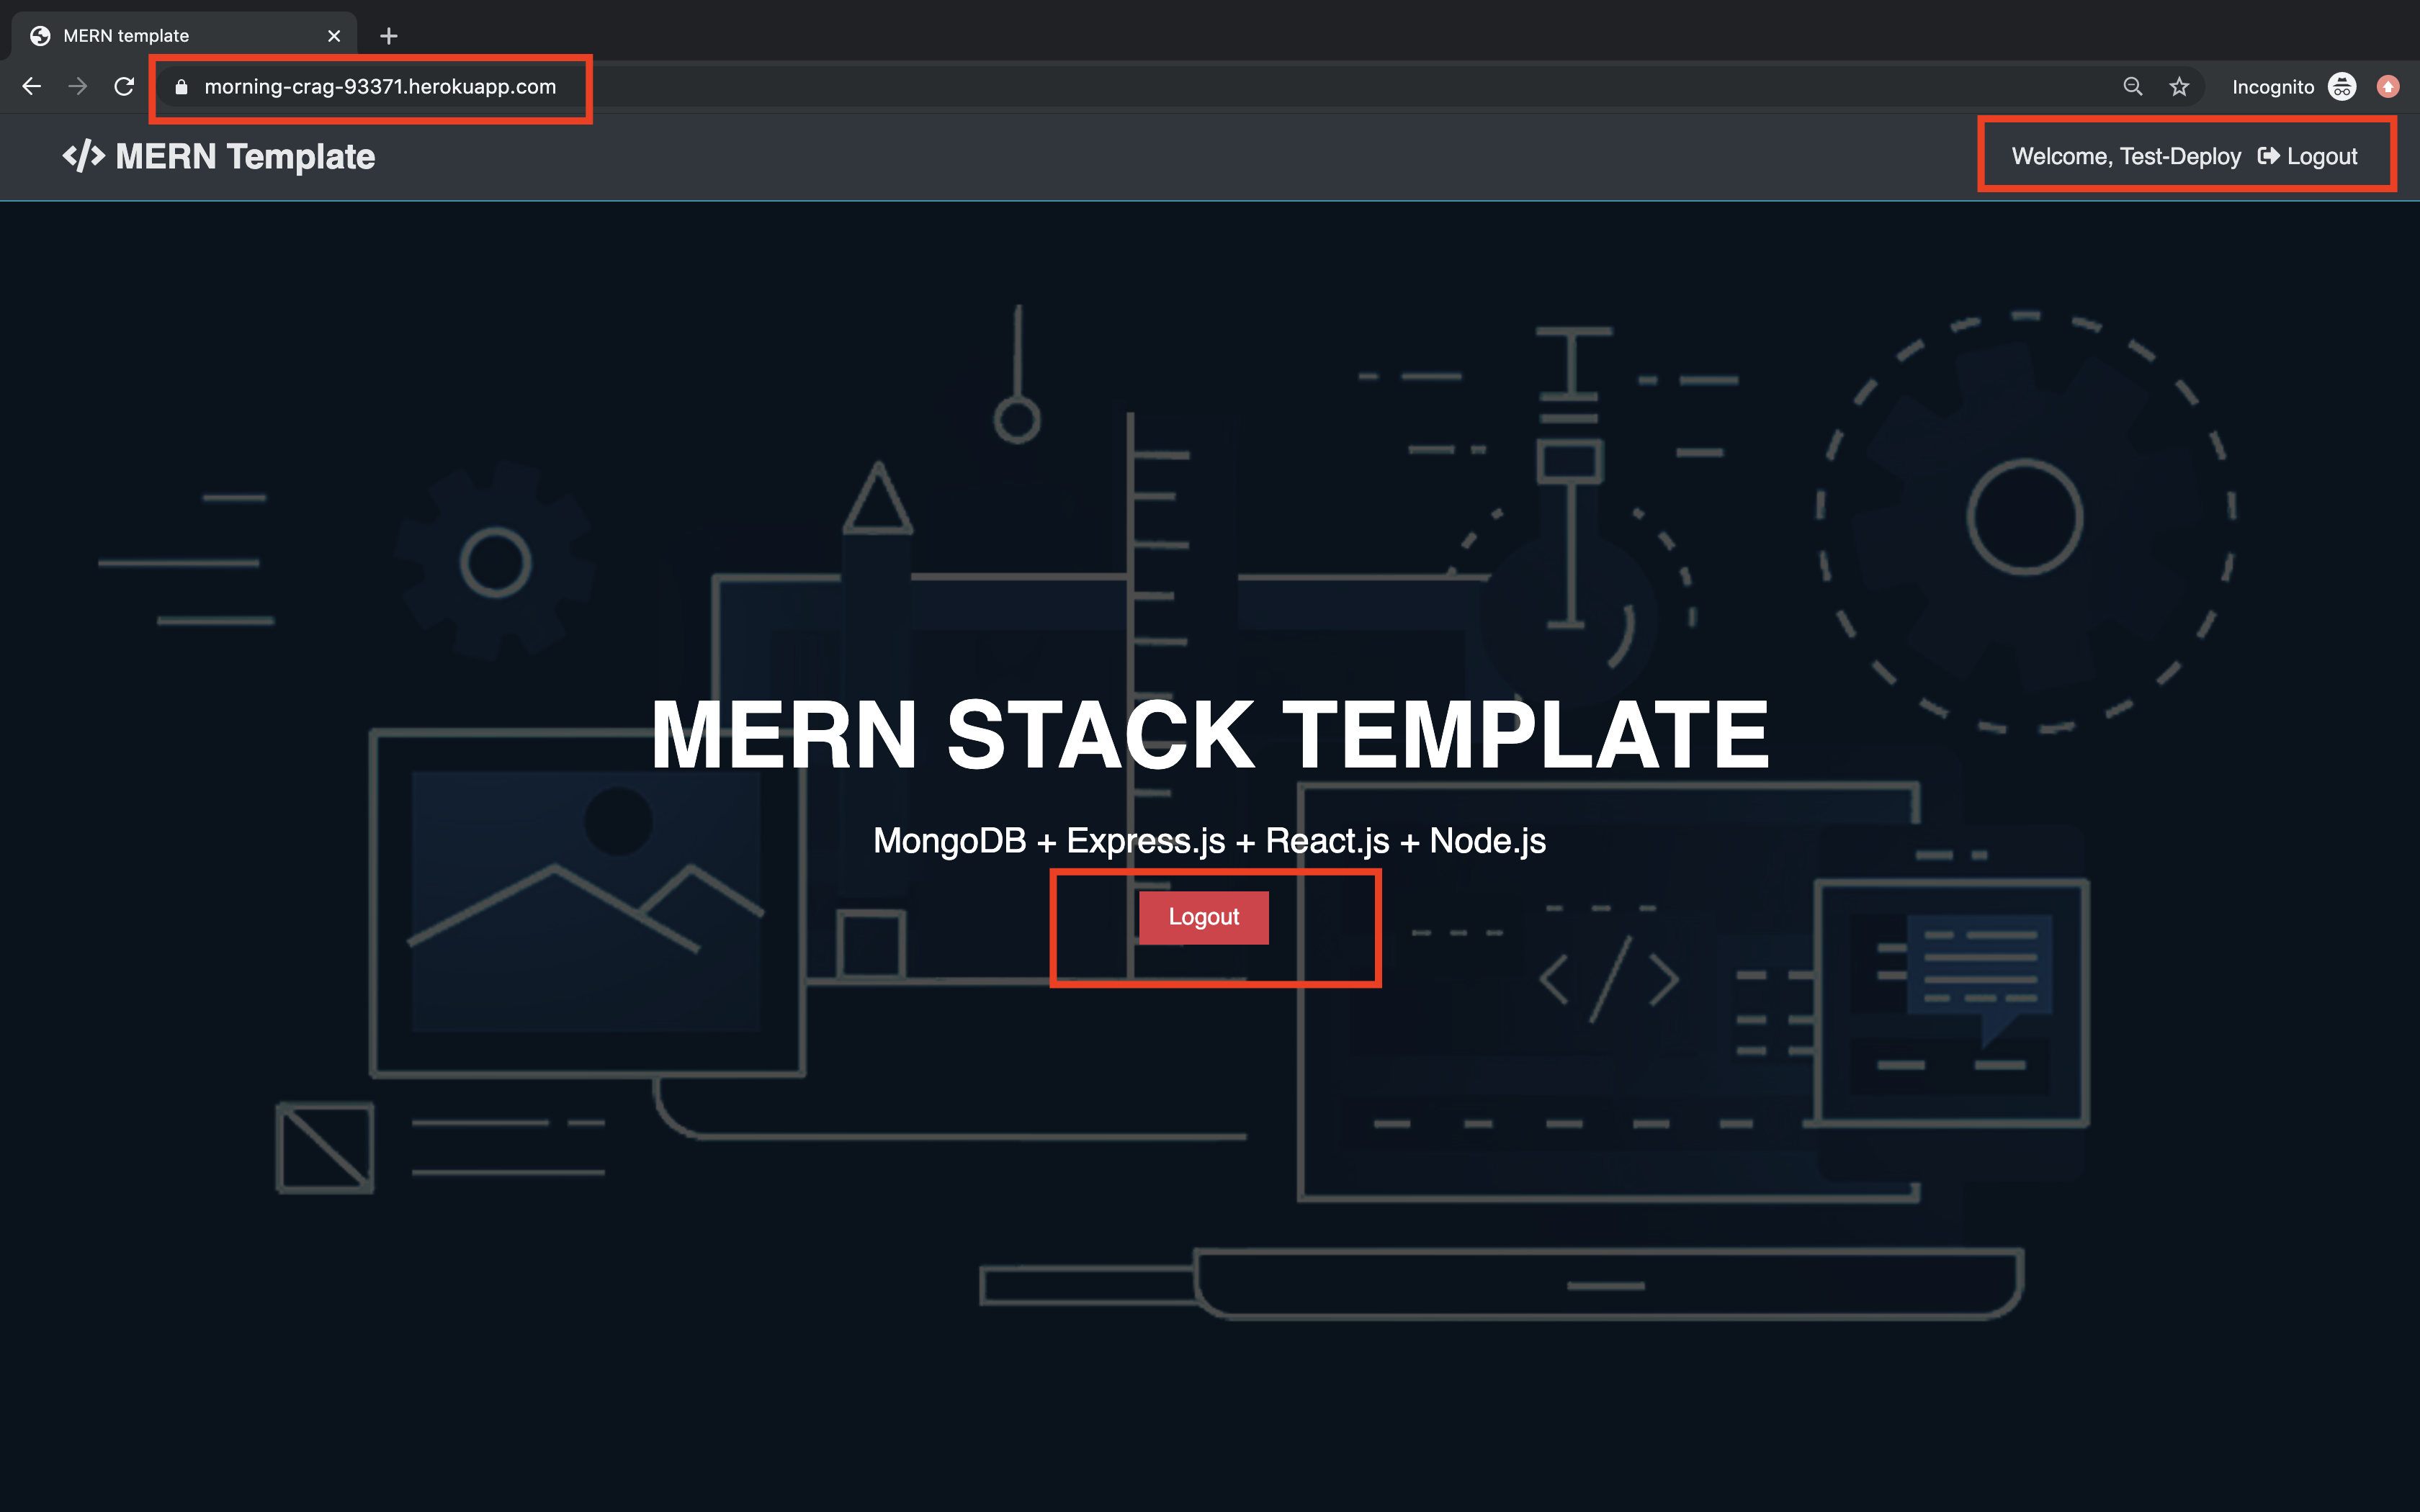 MERN template
morning-crag-93371.herokuapp.com
Incognito
</> MERN Template
Welcome, Test-Deploy Logout
MERN STACK TEMPLATE
MongoDB + Express.js + React.js + Node.js
Logout